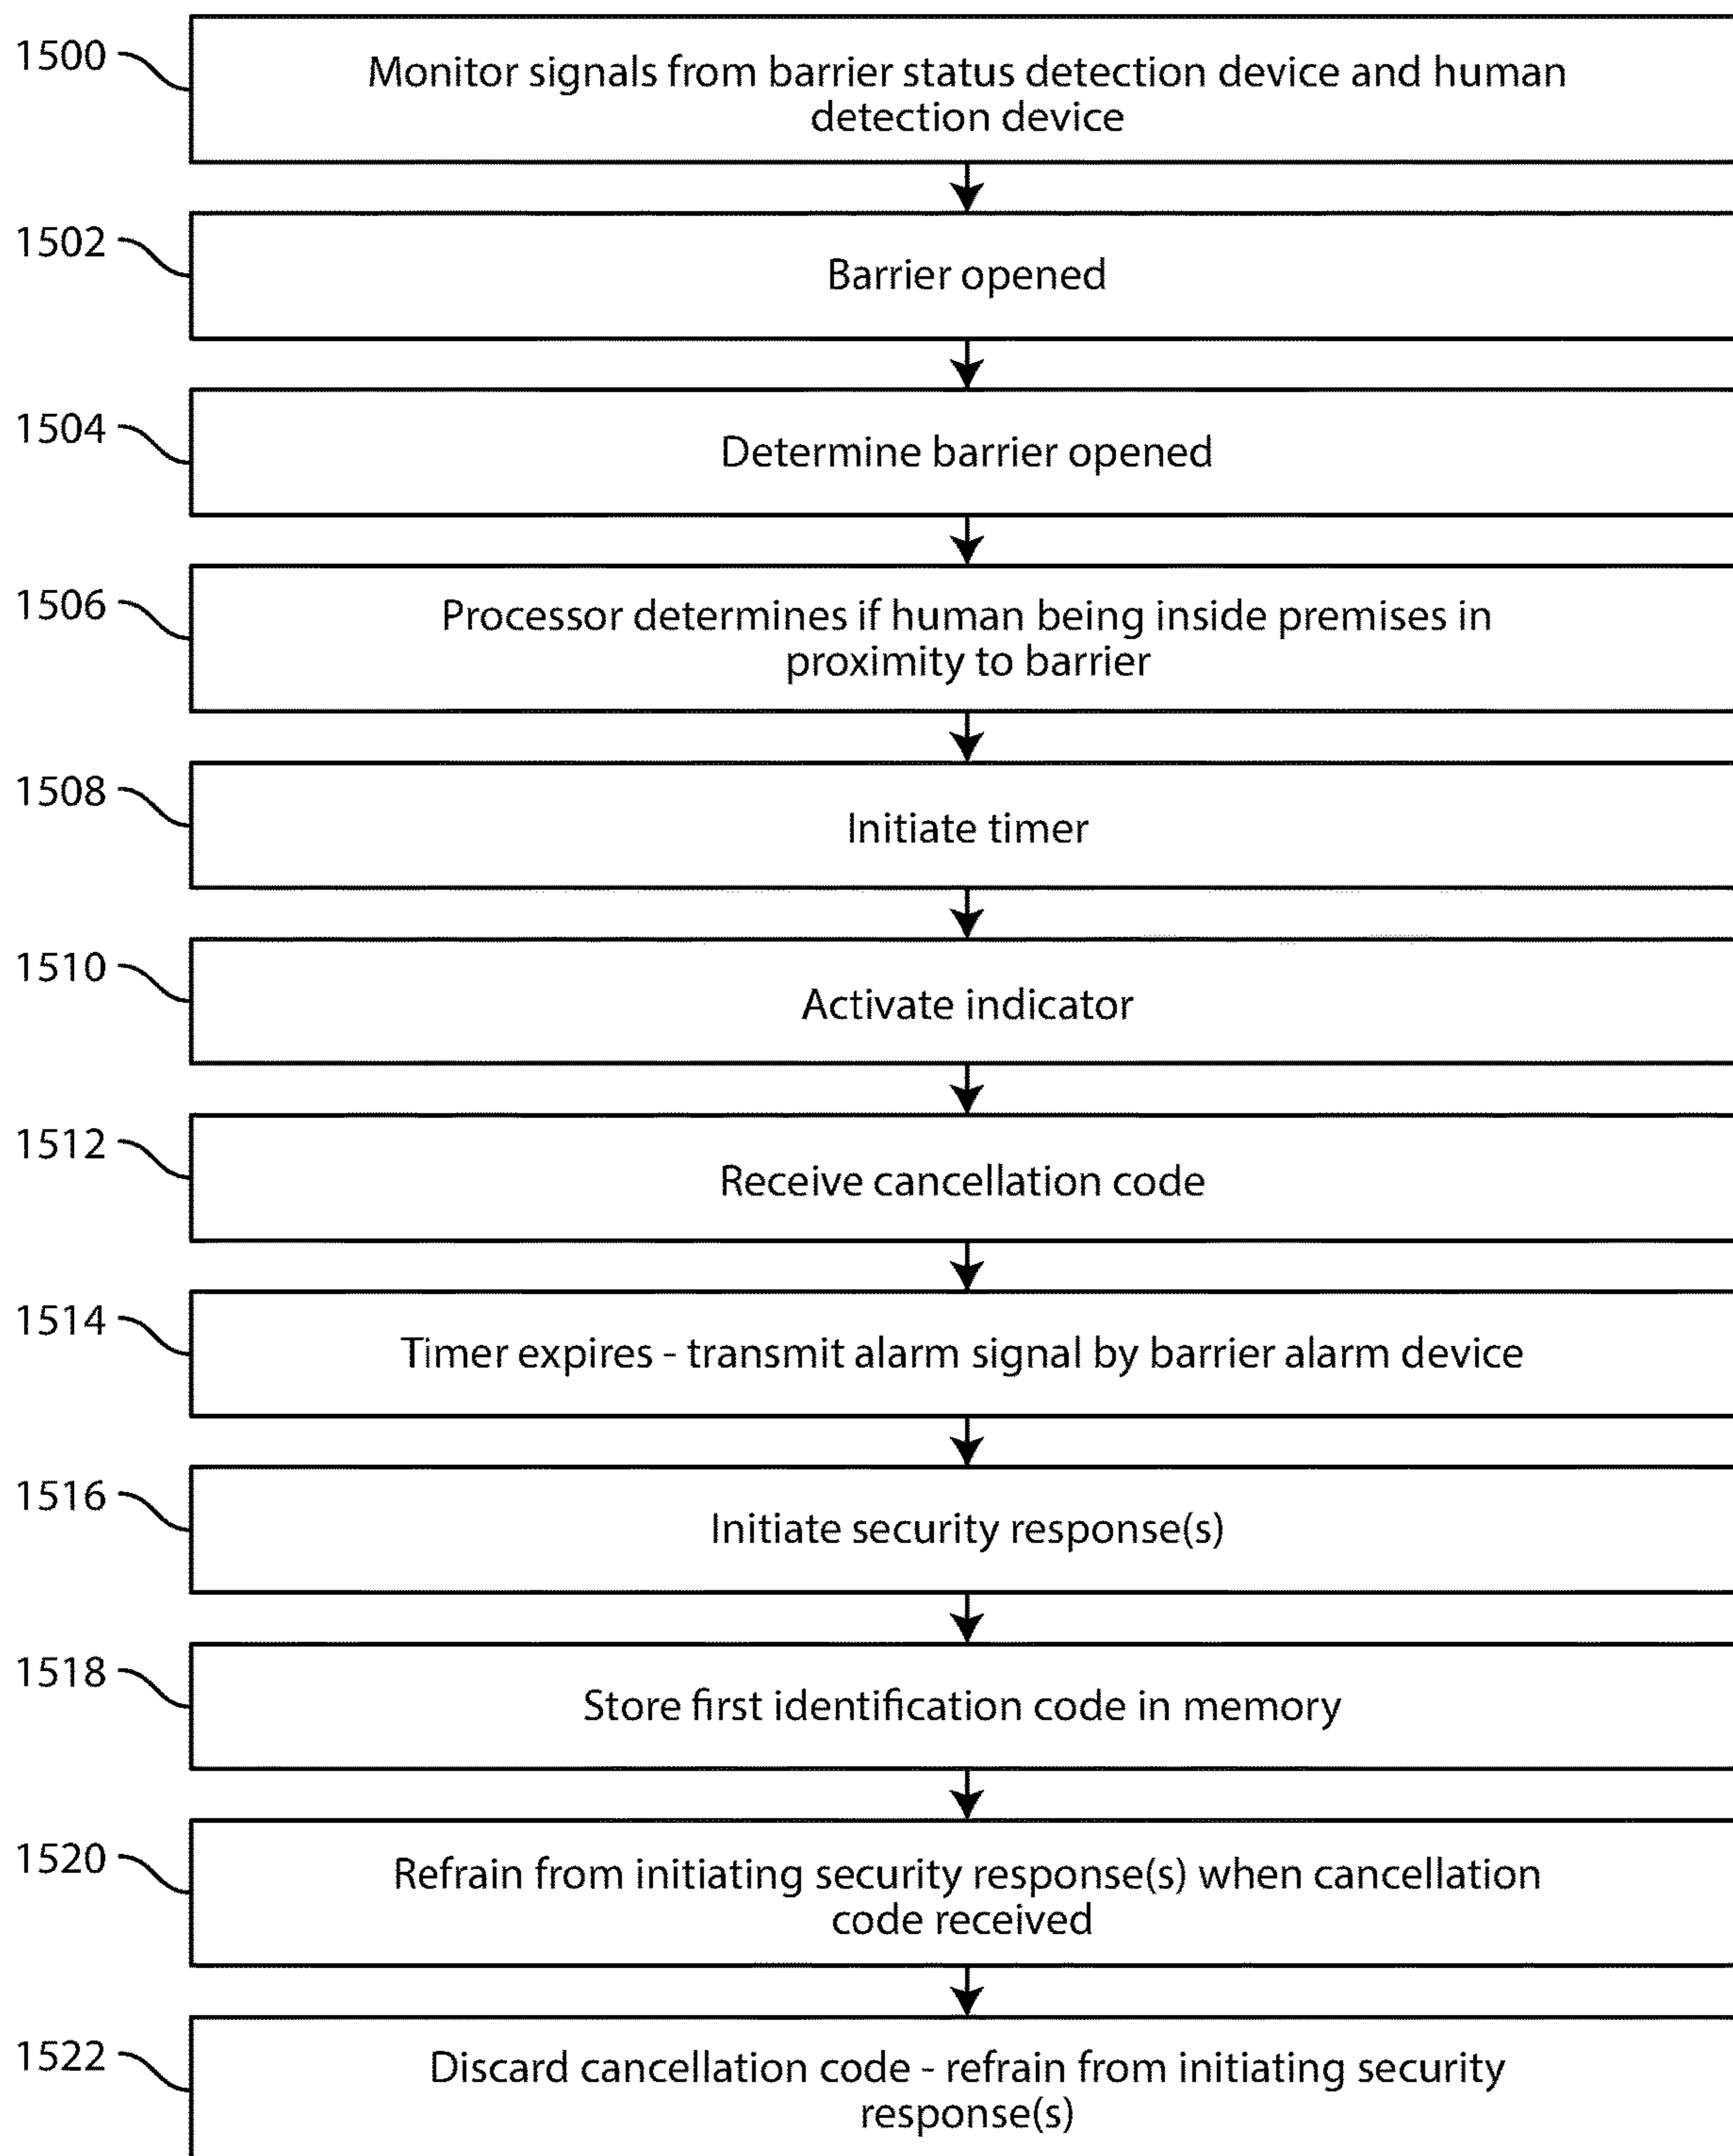 1500
Monitor signals from barrier status detection device and human
detection device
1502
Barrier opened
1504
Determine barrier opened
1506
Processor determines if human being inside premises in
proximity to barrier
1508
Initiate timer
1510
Activate indicator
1512
Receive cancellation code
1514
Timer expires - transmit alarm signal by barrier alarm device
1516
Initiate security response(s)
1518
Store first identification code in memory
1520
Refrain from initiating security response(s) when cancellation
code received
1522
Discard cancellation code - refrain from initiating security
response(s)